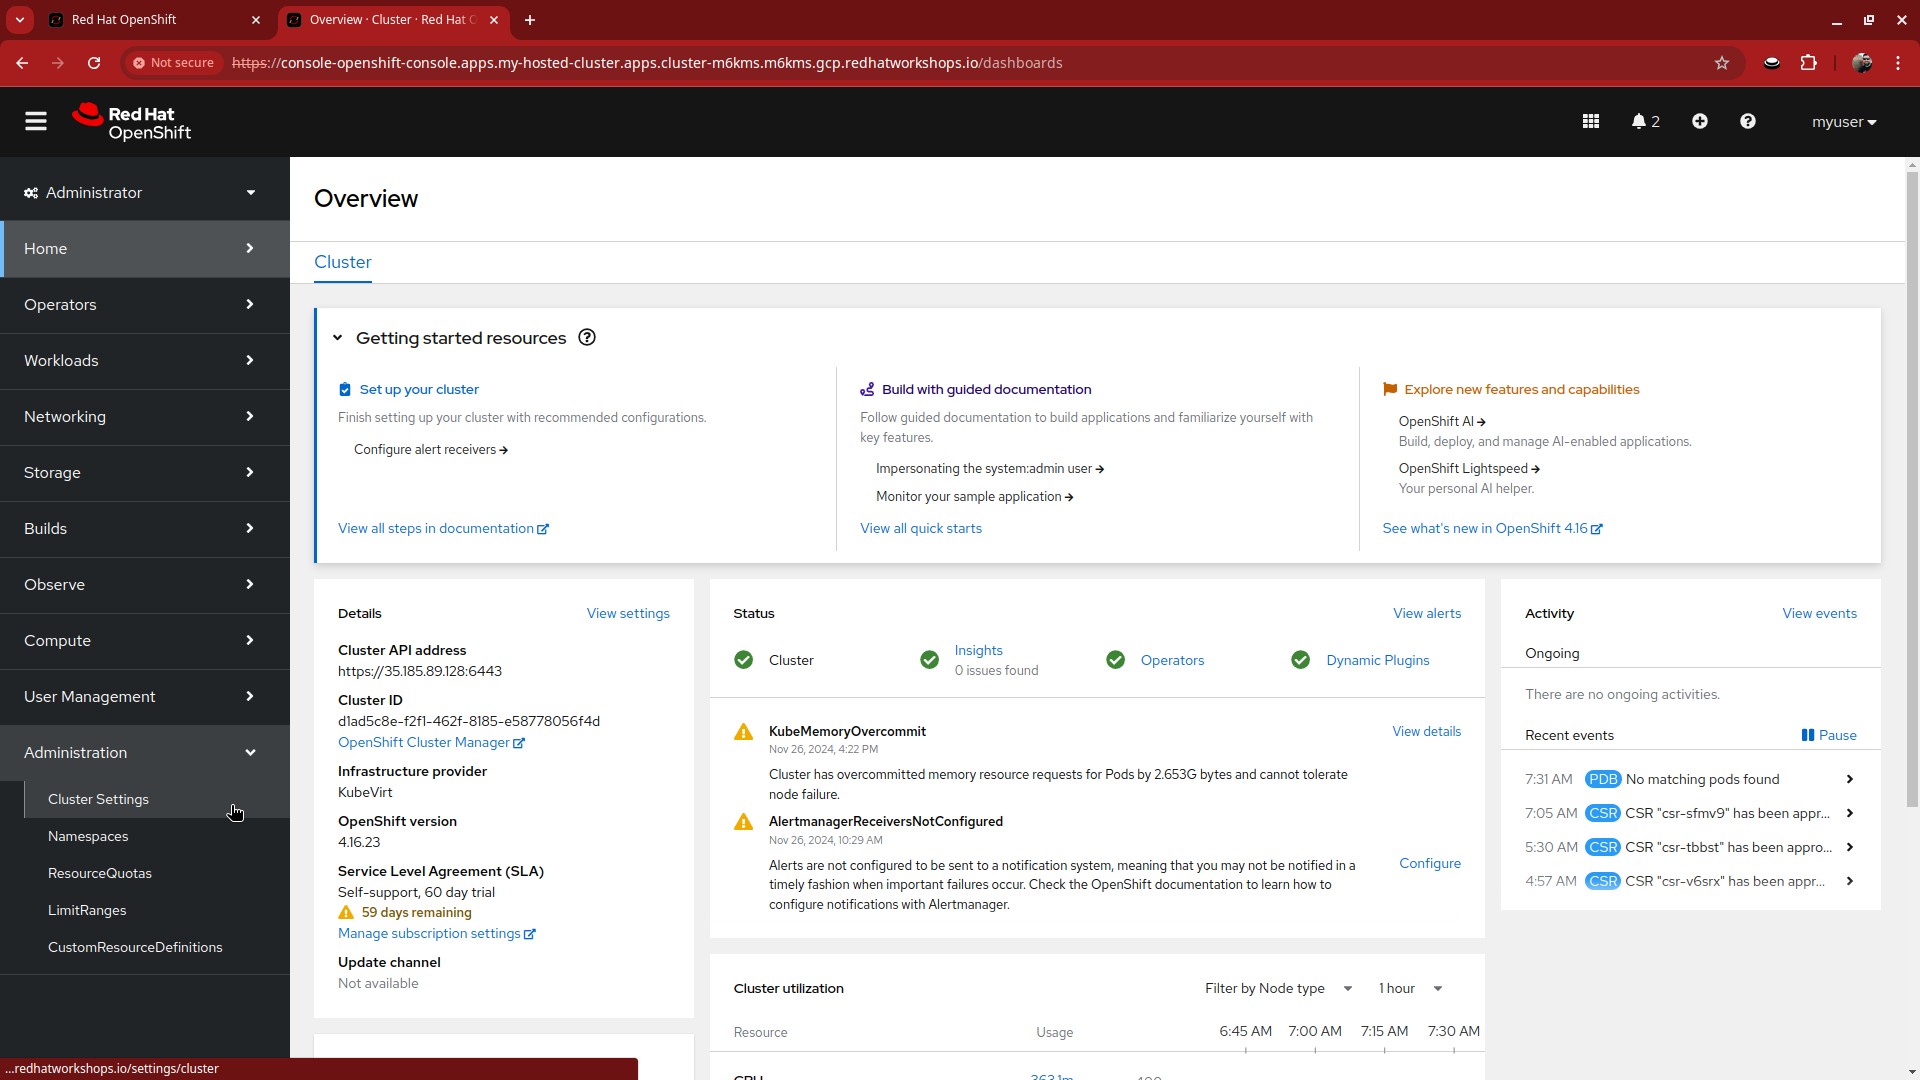 Red Hat OpenShift
Overview · Cluster · Red Hat
Not secure
https://console-openshift-console.apps.my-hosted-cluster.apps.cluster-m6kms.m6kms.gcp.redhatworkshops.io/dashboards
Red Hat
OpenShift
2
myuser
Administrator
Home
Operators
Workloads
Networking
Storage
Builds
Observe
Compute
User Management
Administration
Cluster Settings
Namespaces
ResourceQuotas
LimitRanges
CustomResourceDefinitions
...redhatworkshops.io/settings/cluster
Overview
Cluster
Getting started resources
Set up your cluster
Finish setting up your cluster with recommended configurations.
Configure alert receivers
View all steps in documentation
Build with guided documentation
Follow guided documentation to build applications and familiarize yourself with
key features.
Impersonating the system:admin user
Monitor your sample application
View all quick starts
Explore new features and capabilities
OpenShift AI
Build, deploy, and manage AI-enabled applications.
OpenShift Lightspeed
Your personal AI helper.
See what's new in OpenShift 4.16
Details
View settings
Cluster API address
https://35.185.89.128:6443
Cluster ID
d1ad5c8e-f2f1-462f-8185-e58778056f4d
OpenShift Cluster Manager
Infrastructure provider
KubeVirt
OpenShift version
4.16.23
Service Level Agreement (SLA)
Self-support, 60 day trial
59 days remaining
Manage subscription settings
Update channel
Not available
Status
View alerts
Cluster
Insights
0 issues found
Operators
Dynamic Plugins
KubeMemoryOvercommit
View details
Nov 26, 2024, 4:22 PM
Cluster has overcommitted memory resource requests for Pods by 2.653G bytes and cannot tolerate
node failure.
AlertmanagerReceiversNotConfigured
Nov 26, 2024, 10:29 AM
Alerts are not configured to be sent to a notification system, meaning that you may not be notified in a
timely fashion when important failures occur. Check the OpenShift documentation to learn how to
configure notifications with Alertmanager.
Configure
Cluster utilization
Filter by Node type
1 hour
Resource
Usage
6:45 AM
7:00 AM
7:15 AM
7:30 AM
Activity
View events
Ongoing
There are no ongoing activities.
Recent events
Pause
7:31 AM PDB No matching pods found
7:05 AM CSR CSR "csr-sfmv9" has been appr...
5:30 AM CSR CSR "csr-tbbst" has been appro...
4:57 AM CSR CSR "csr-v6srx" has been appr...